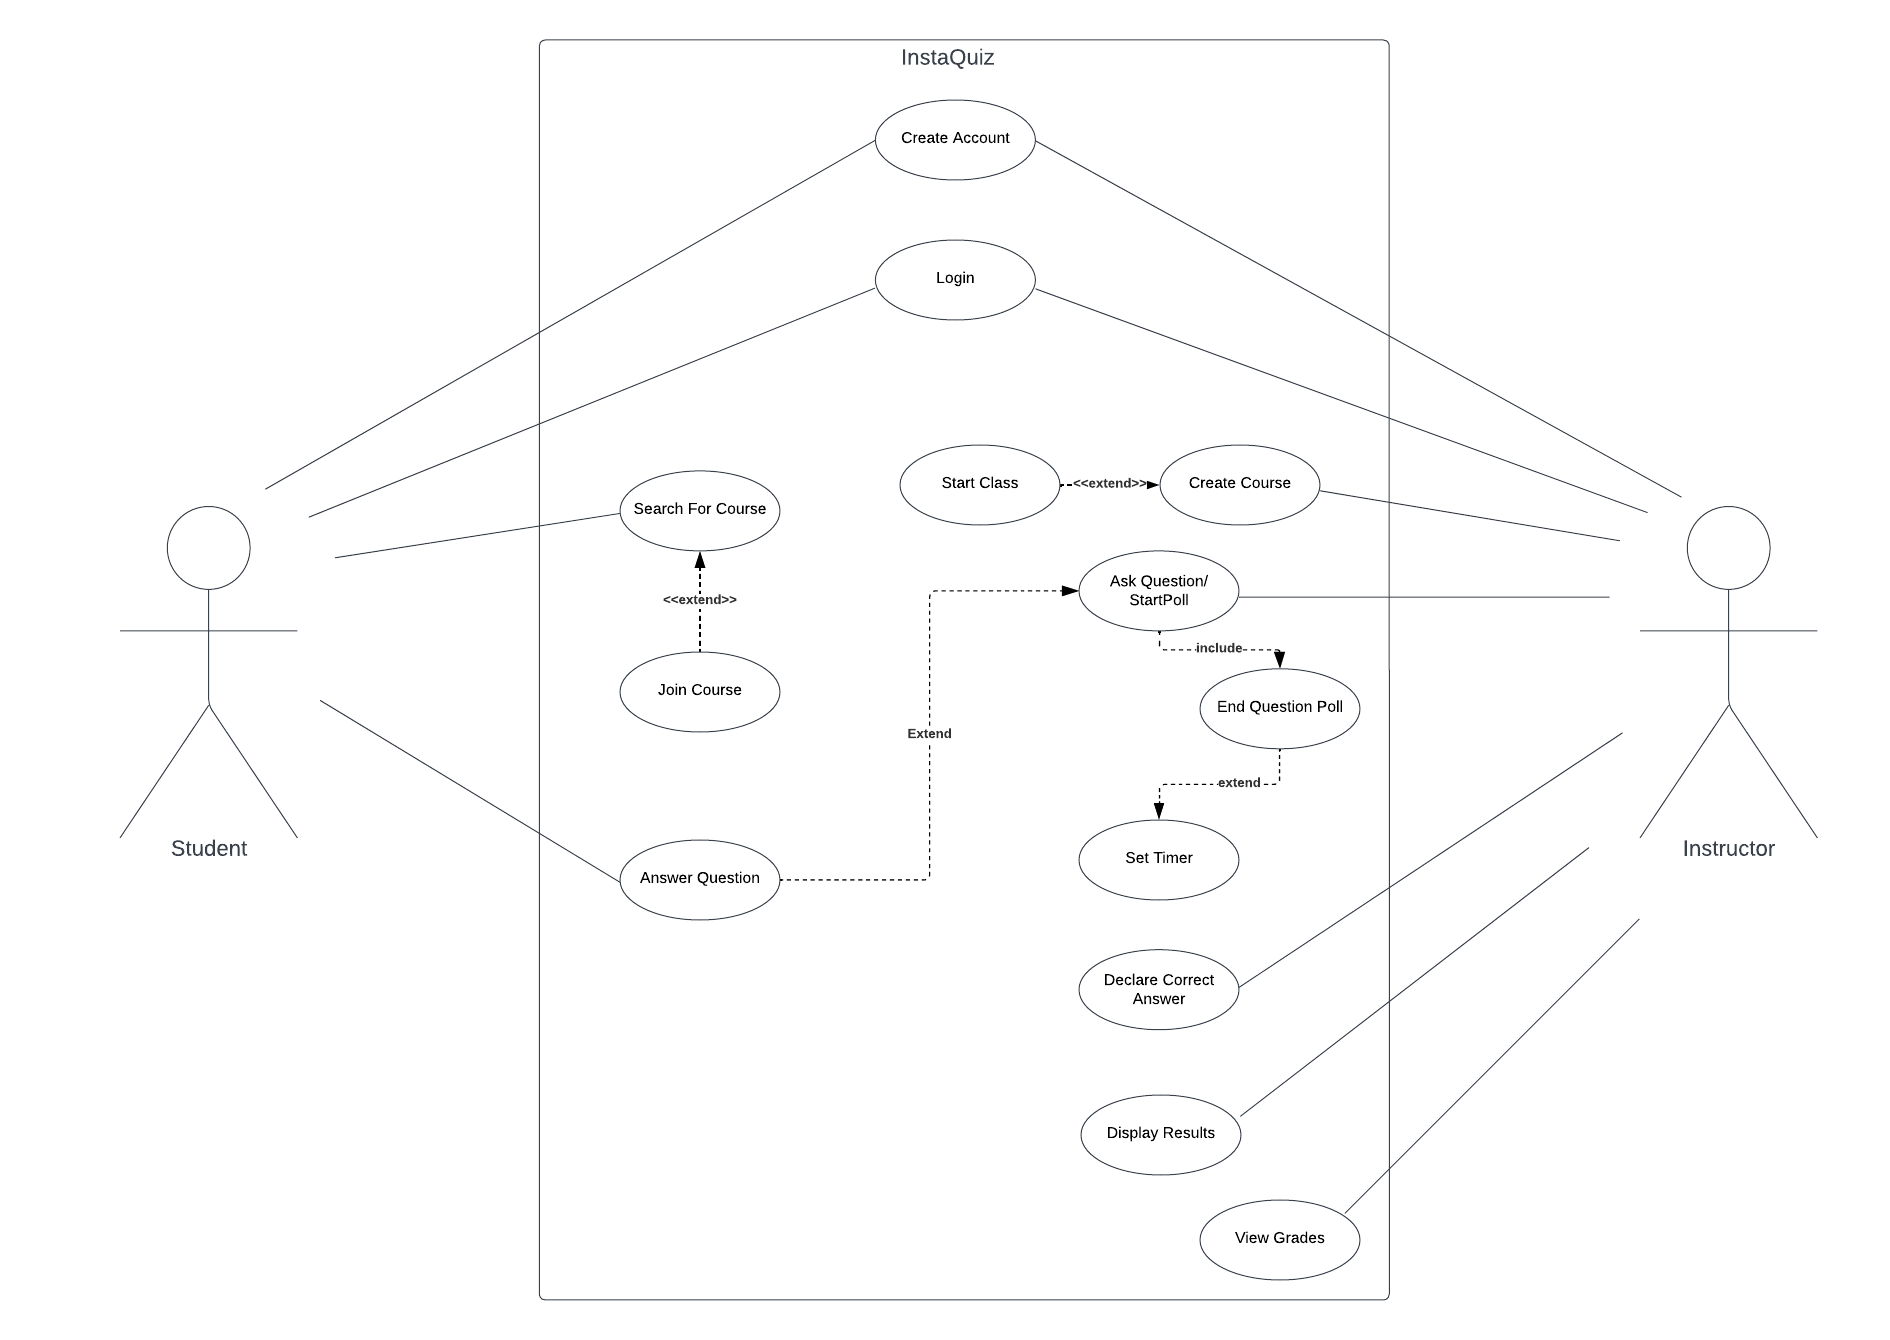 InstaQuiz
Create Account
Login
Start Class
<<extend>>
Create Course
Search For Course
<<extend>>
Join Course
Ask Question/
StartPoll
include
End Question Poll
Extend
extend
Set Timer
Student
Instructor
Answer Question
Declare Correct
Answer
Display Results
View Grades